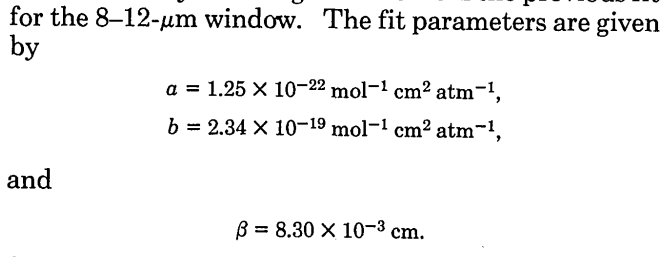 for the 8–12-μm window. The fit parameters are given
by
a = 1.25 × 10−22 mol−1 cm2 atm−1,
b = 2.34 × 10−19 mol−1 cm2 atm−1,
and
β = 8.30 × 10−3 cm.